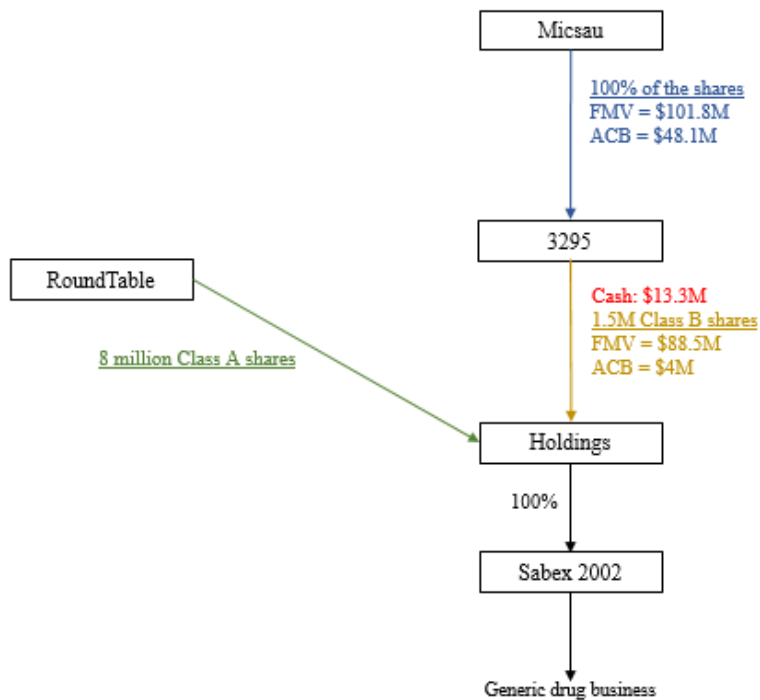 Micsau
100% of the shares
FMV = $101.8M
ACB = $48.1M
3295
RoundTable
Cash: $13.3M
1.5M Class B shares
FMV = $88.5M
ACB = $4M
8 million Class A shares
Holdings
100%
Sabex 2002
Generic drug business